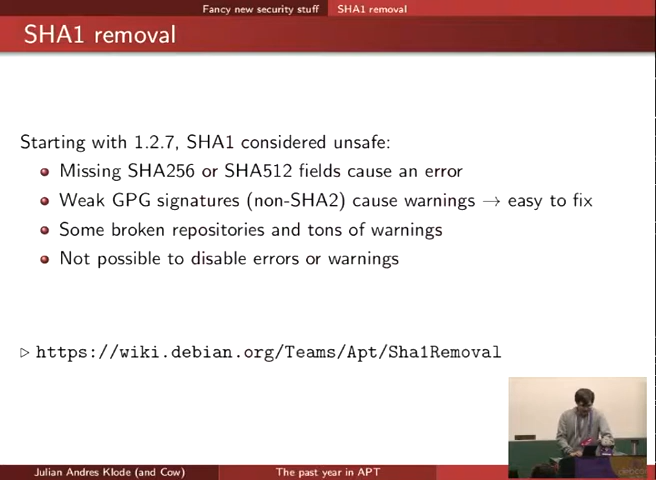 Fancy new security stuff SHA1 removal
SHA1 removal
Starting with 1.2.7, SHA1 considered unsafe:
Missing SHA256 or SHA512 fields cause an error
Weak GPG signatures (non-SHA2) cause warnings → easy to fix
Some broken repositories and tons of warnings
Not possible to disable errors or warnings
▷ https://wiki.debian.org/Teams/Apt/Sha1Removal
Julian Andres Klode (and Cow) The past year in APT